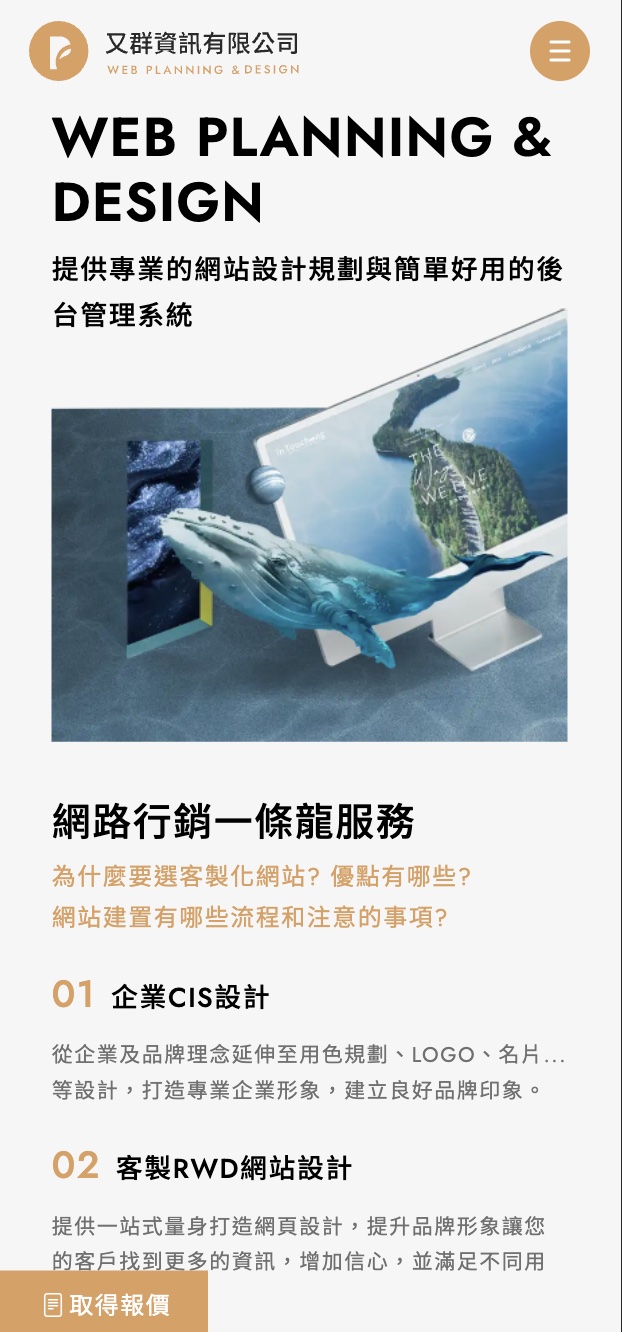 又群資訊有限公司
WEB PLANNING & DESIGN
WEB PLANNING &
DESIGN
提供專業的網站設計規劃與簡單好用的後
台管理系統
THE
Way
WE LIVE
網路行銷一條龍服務
為什麼要選客製化網站? 優點有哪些?
網站建置有哪些流程和注意的事項?
01 企業CIS設計
從企業及品牌理念延伸至用色規劃、LOGO、名片...
等設計，打造專業企業形象，建立良好品牌印象。
02 客製RWD網站設計
提供一站式量身打造網頁設計，提升品牌形象讓您
的客戶找到更多的資訊，增加信心，並滿足不同用
取得報價